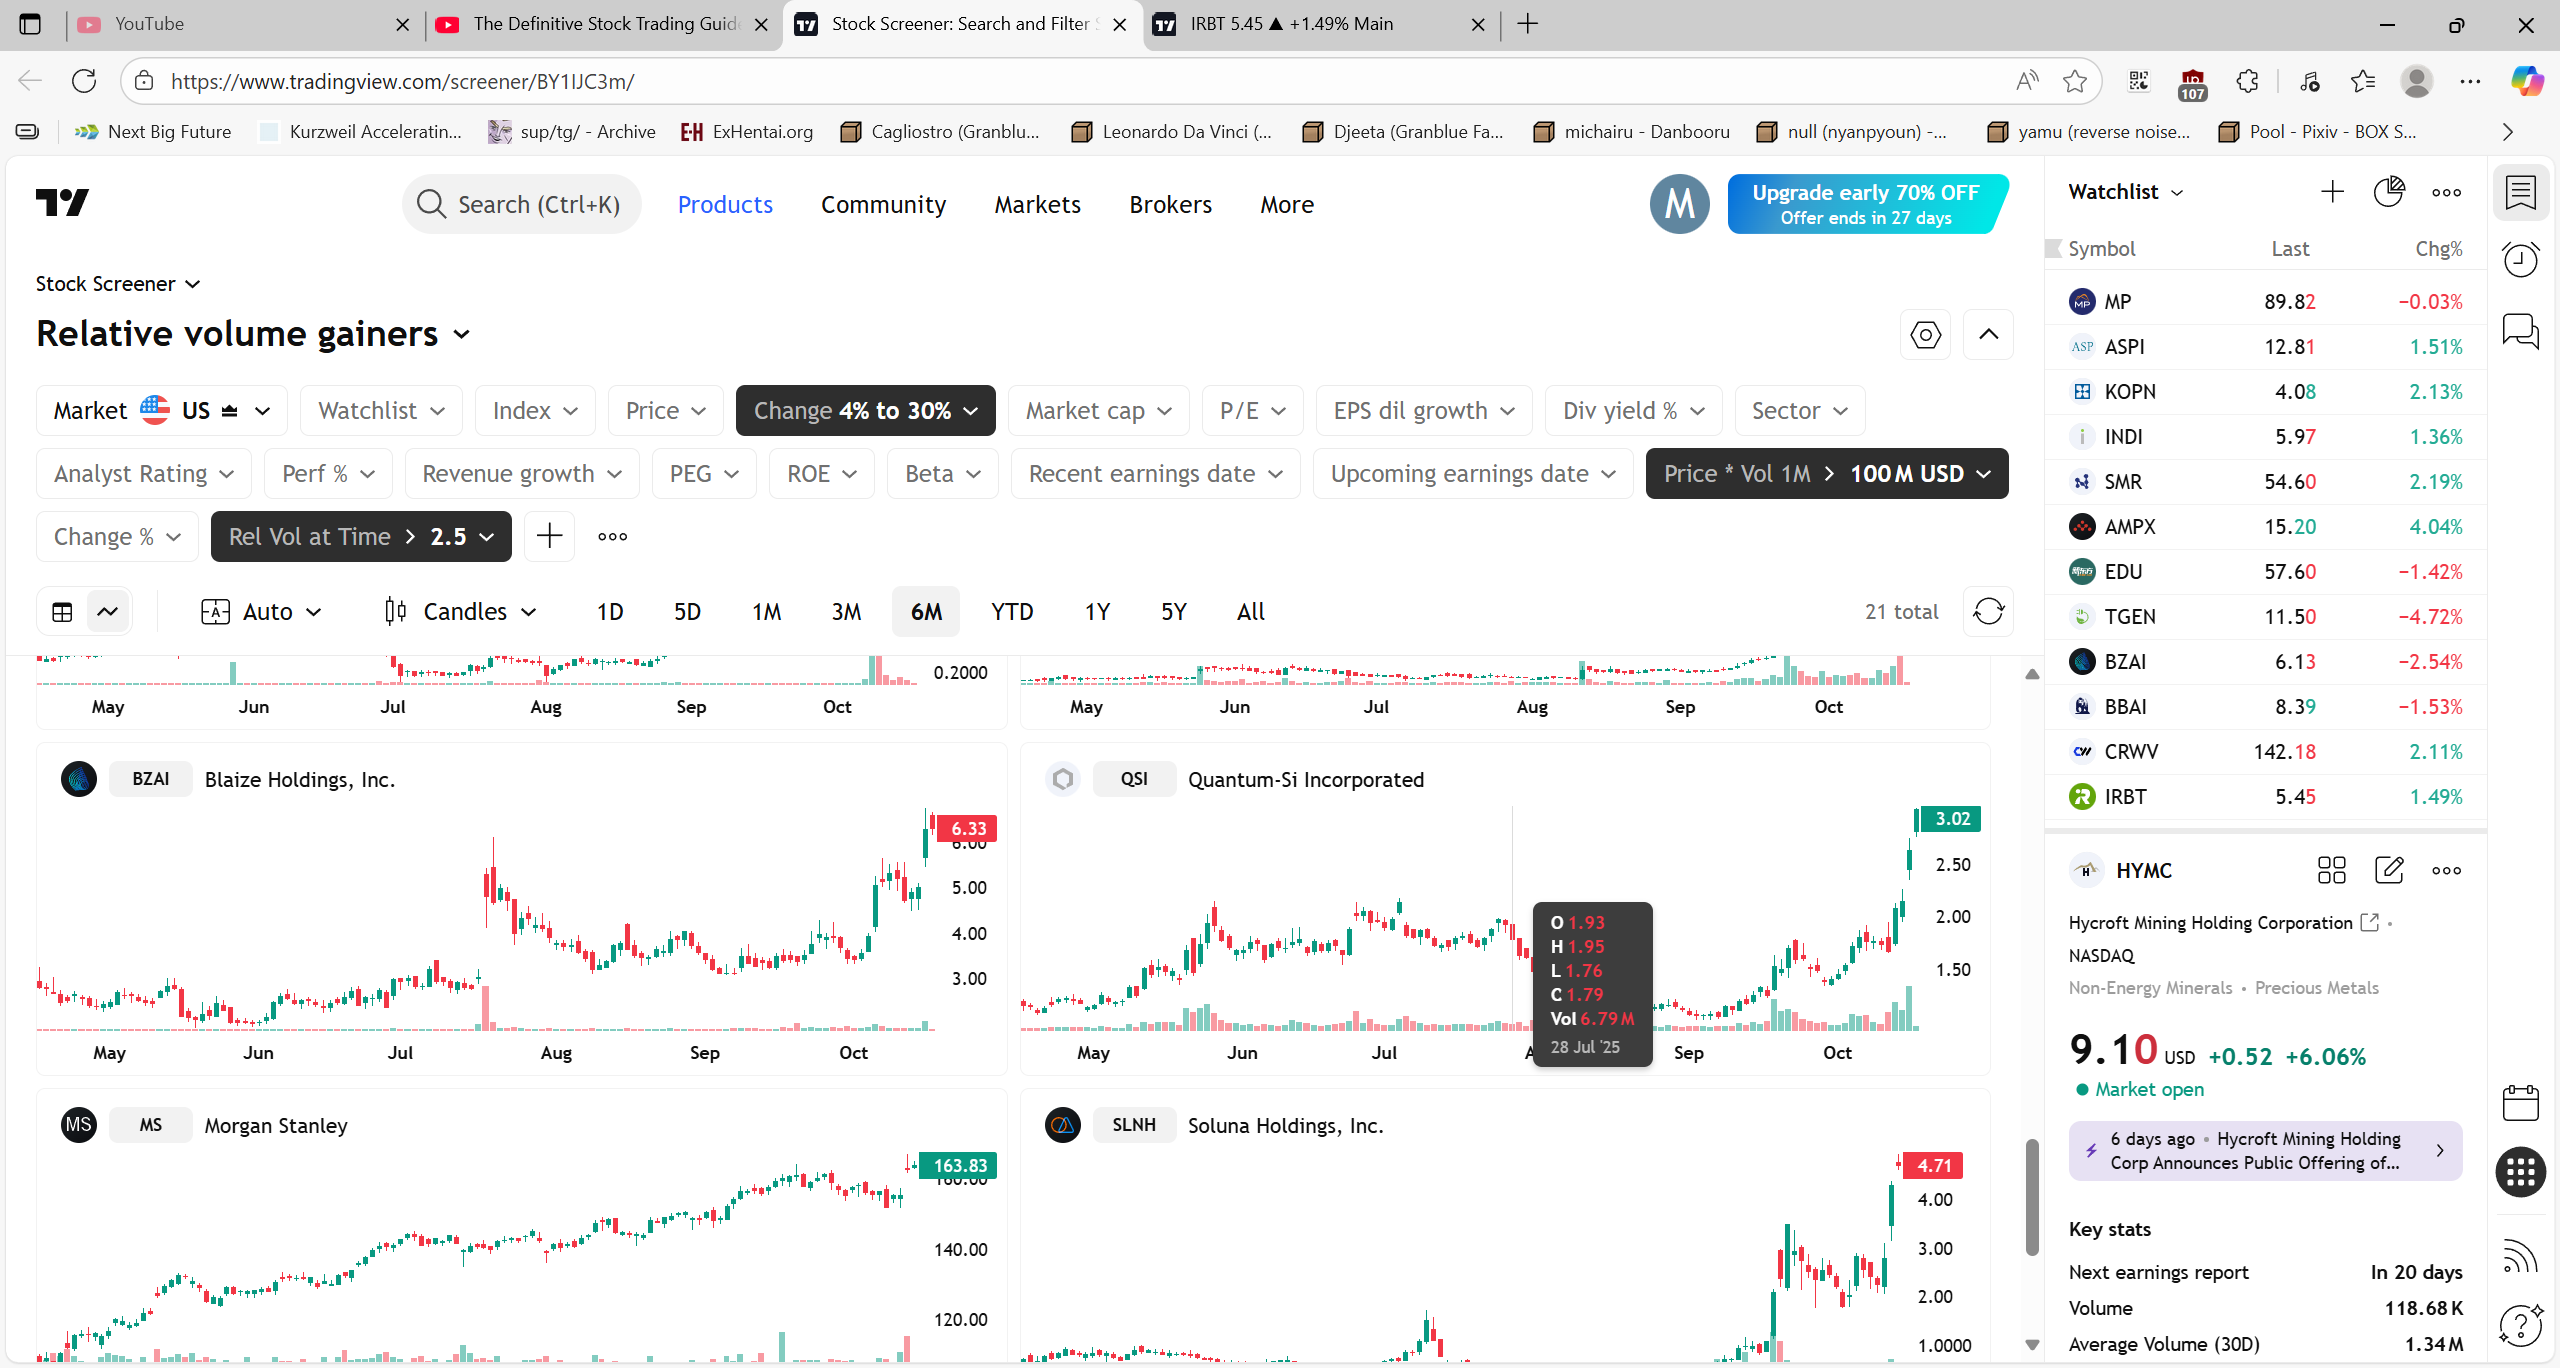 YouTube
The Definitive Stock Trading Guid
Stock Screener: Search and Filter S
IRBT 5.45 ▲ +1.49% Main
https://www.tradingview.com/screener/BY1IJC3m/
107
Next Big Future
Kurzweil Acceleratin...
sup/tg/ - Archive
ExHentai.org
Cagliostro (Granblu...
Leonardo Da Vinci (...
Djeeta (Granblue Fa...
michairu - Danbooru
null (nyanpyoun) -...
yamu (reverse noise...
Pool - Pixiv - BOX S...
Search (Ctrl+K)
Products
Community
Markets
Brokers
More
M
Upgrade early 70% OFF
Offer ends in 27 days
Stock Screener
Relative volume gainers
Market US
Watchlist
Index
Price
Change 4% to 30%
Market cap
P/E
EPS dil growth
Div yield %
Sector
Analyst Rating
Perf %
Revenue growth
PEG
ROE
Beta
Recent earnings date
Upcoming earnings date
Price * Vol 1M > 100 M USD
Change %
Rel Vol at Time > 2.5
Auto
Candles
1D
5D
1M
3M
6M
YTD
1Y
5Y
All
21 total
0.2000
May Jun Jul Aug Sep Oct
May Jun Jul Aug Sep Oct
BZAI Blaize Holdings, Inc.
6.33
6.00
5.00
4.00
3.00
May Jun Jul Aug Sep Oct
QSI Quantum-Si Incorporated
3.02
2.50
2.00
1.50
O 1.93
H 1.95
L 1.76
C 1.79
Vol 6.79 M
28 Jul '25
May Jun Jul A Sep Oct
MS MS Morgan Stanley
163.83
160.00
140.00
120.00
SLNH Soluna Holdings, Inc.
4.71
4.00
3.00
2.00
1.0000
Watchlist
Symbol Last Chg%
MP 89.82 −0.03%
ASP ASPI 12.81 1.51%
KOPN 4.08 2.13%
INDI 5.97 1.36%
SMR 54.60 2.19%
AMPX 15.20 4.04%
EDU 57.60 −1.42%
TGEN 11.50 −4.72%
BZAI 6.13 −2.54%
BBAI 8.39 −1.53%
CRWV 142.18 2.11%
IRBT 5.45 1.49%
HYMC
Hycroft Mining Holding Corporation
NASDAQ
Non-Energy Minerals • Precious Metals
9.10 USD +0.52 +6.06%
Market open
6 days ago • Hycroft Mining Holding
Corp Announces Public Offering of...
Key stats
Next earnings report In 20 days
Volume 118.68 K
Average Volume (30D) 1.34 M